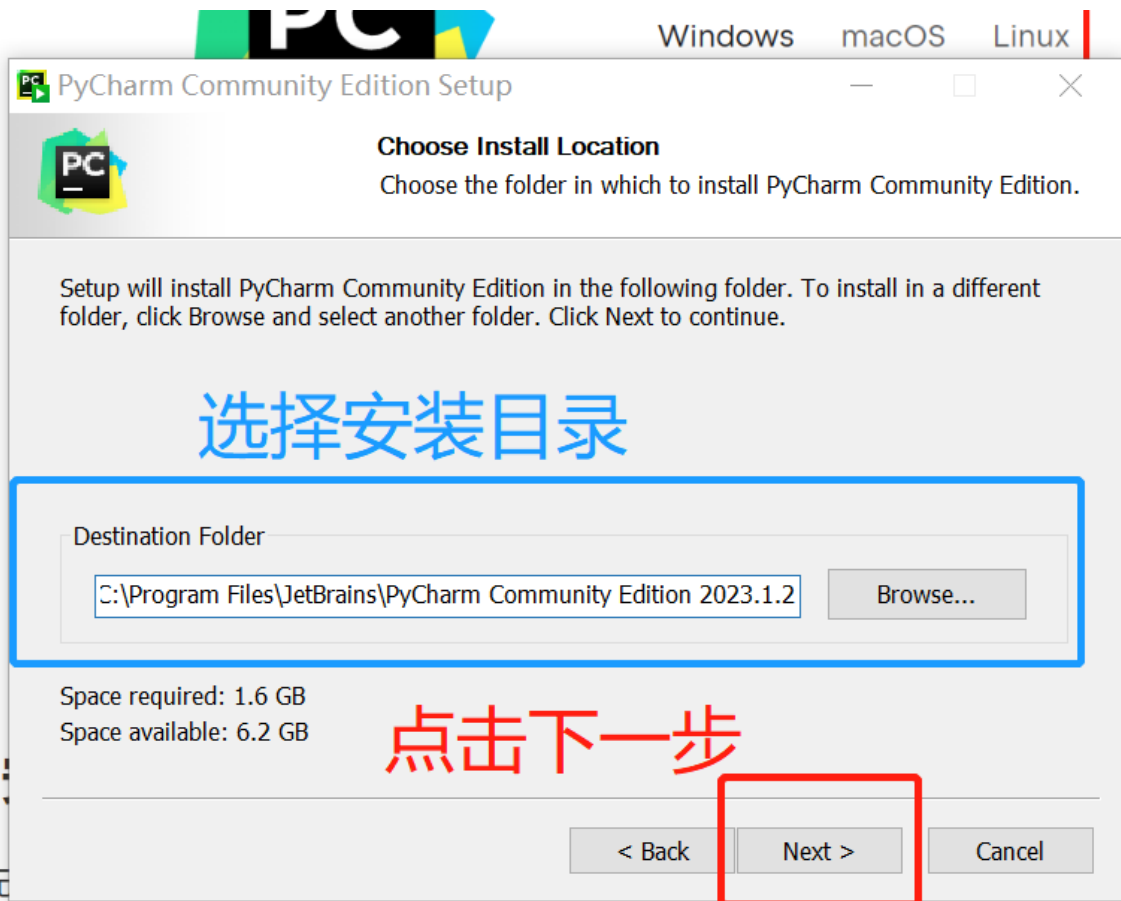 PC
Windows macOS Linux
PC PyCharm Community Edition Setup
PC
Choose Install Location
Choose the folder in which to install PyCharm Community Edition.
Setup will install PyCharm Community Edition in the following folder. To install in a different
folder, click Browse and select another folder. Click Next to continue.
选择安装目录
Destination Folder
C:\Program Files\JetBrains\PyCharm Community Edition 2023.1.2 Browse...
Space required: 1.6 GB
Space available: 6.2 GB
点击下一步
< Back Next > Cancel